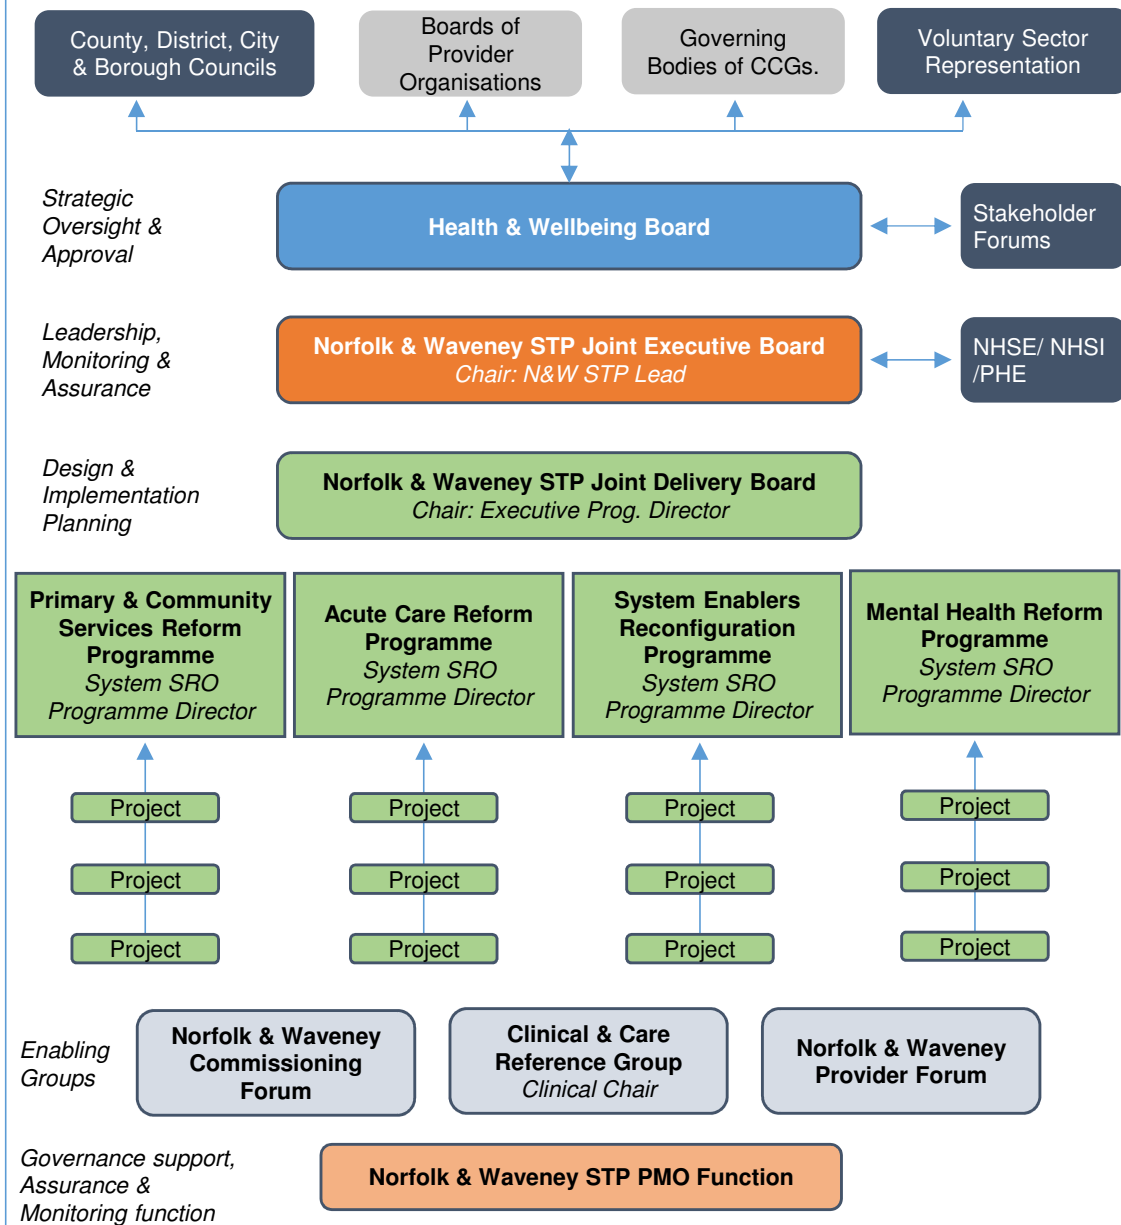 County, District, City
& Borough Councils
Boards of
Provider
Organisations
Governing
Bodies of CCGs.
Voluntary Sector
Representation
Strategic
Oversight &
Approval
Health & Wellbeing Board
Stakeholder
Forums
Leadership,
Monitoring &
Assurance
Norfolk & Waveney STP Joint Executive Board
Chair: N&W STP Lead
NHSE/ NHSI
/PHE
Design &
Implementation
Planning
Norfolk & Waveney STP Joint Delivery Board
Chair: Executive Prog. Director
Primary & Community
Services Reform
Programme
System SRO
Programme Director
Acute Care Reform
Programme
System SRO
Programme Director
System Enablers
Reconfiguration
Programme
System SRO
Programme Director
Mental Health Reform
Programme
System SRO
Programme Director
Project
Project
Project
Project
Project
Project
Project
Project
Project
Project
Project
Project
Enabling
Groups
Norfolk & Waveney
Commissioning
Forum
Clinical & Care
Reference Group
Clinical Chair
Norfolk & Waveney
Provider Forum
Governance support,
Assurance &
Monitoring function
Norfolk & Waveney STP PMO Function